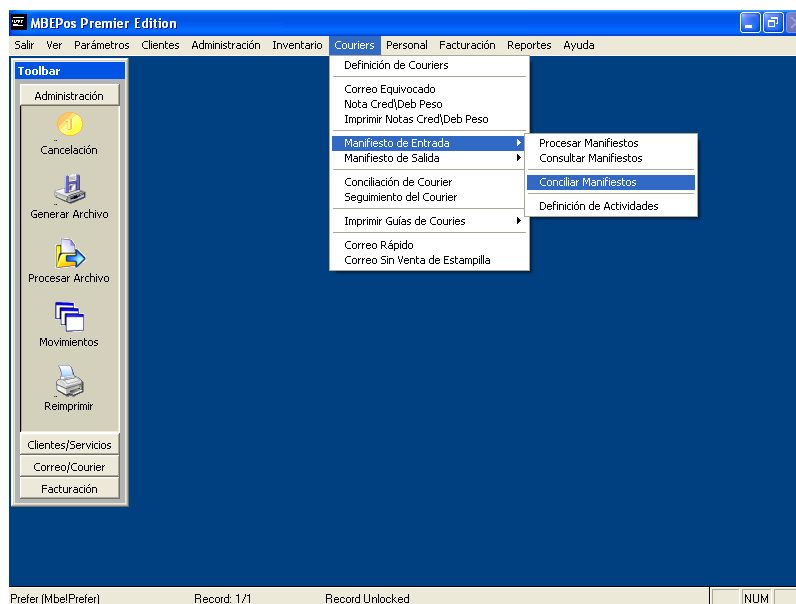 MBEPos Premier Edition
Salir Ver Parámetros Clientes Administración Inventario Couriers Personal Facturación Reportes Ayuda
Toolbar
Administración
Cancelación
Generar Archivo
Procesar Archivo
Movimientos
Reimprimir
Clientes/Servicios
Correo/Courier
Facturación
Definición de Couriers
Correo Equivocado
Nota Cred\Deb Peso
Imprimir Notas Cred\Deb Peso
Manifiesto de Entrada
Manifiesto de Salida
Conciliación de Courier
Seguimiento del Courier
Imprimir Guías de Couries
Correo Rápido
Correo Sin Venta de Estampilla
Procesar Manifiestos
Consultar Manifiestos
Conciliar Manifiestos
Definición de Actividades
Prefer (Mbe!Prefer) Record: 1/1 Record Unlocked NUM